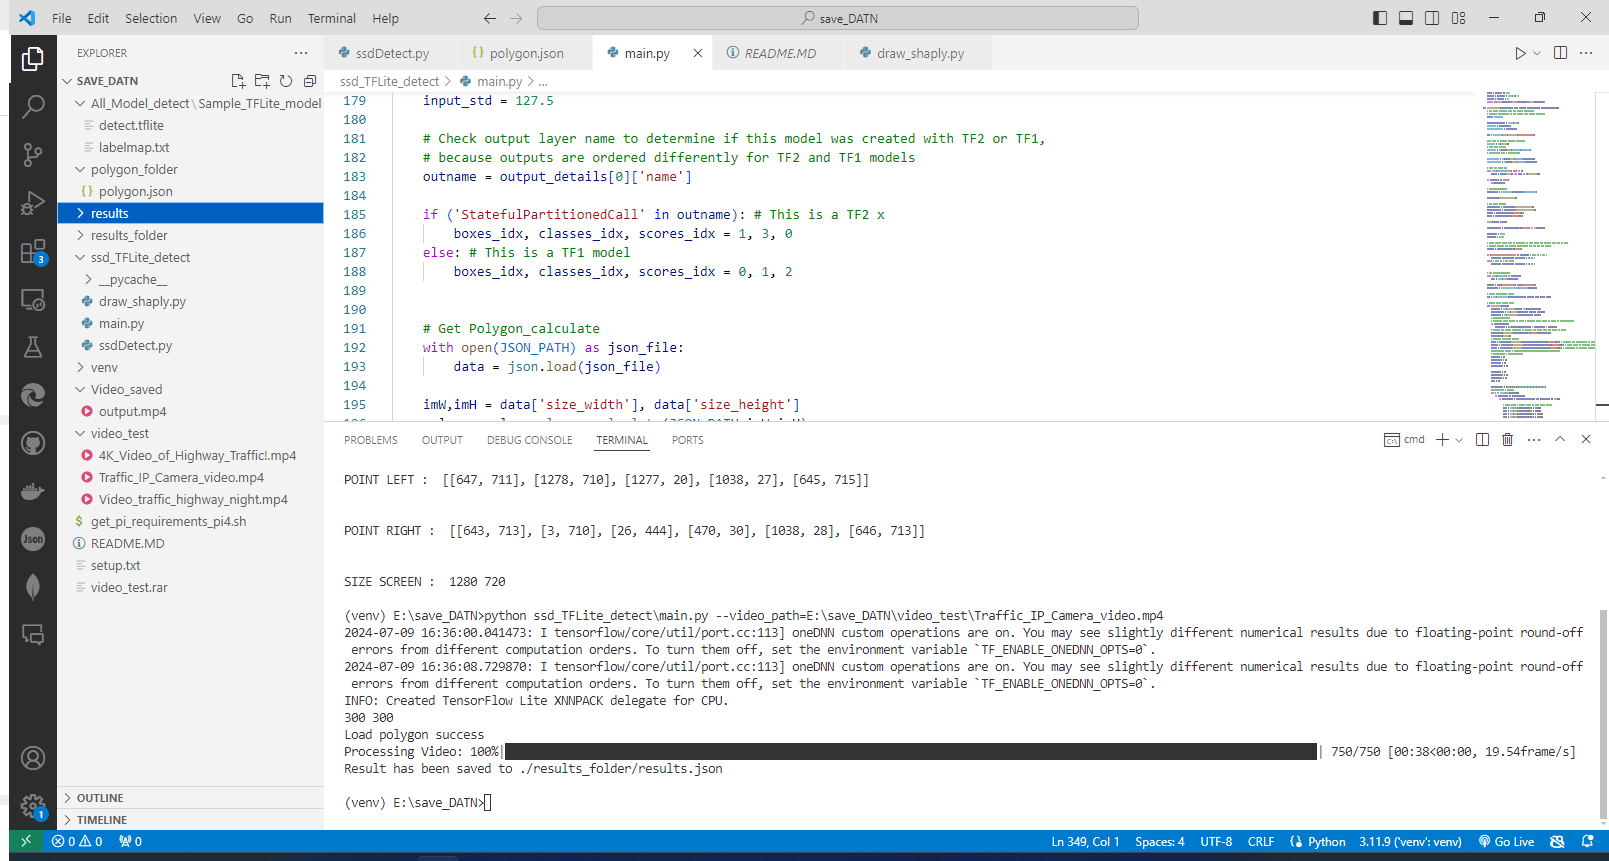 File Edit Selection View Go Run Terminal Help
save_DATN
EXPLORER
SAVE_DATN
All_Model_detect \ Sample_TFLite_model
detect.tflite
labelmap.txt
polygon_folder
polygon.json
results
results_folder
ssd_TFLite_detect
__pycache__
draw_shaply.py
main.py
ssdDetect.py
venv
Video_saved
output.mp4
video_test
4K_Video_of_Highway_Traffic!.mp4
Traffic_IP_Camera_video.mp4
Video_traffic_highway_night.mp4
get_pi_requirements_pi4.sh
README.MD
setup.txt
video_test.rar
OUTLINE
TIMELINE
3
Json
1
ssdDetect.py polygon.json main.py README.MD draw_shaply.py
ssd_TFLite_detect > main.py > ...
179 input_std = 127.5
180
181 # Check output layer name to determine if this model was created with TF2 or TF1,
182 # because outputs are ordered differently for TF2 and TF1 models
183 outname = output_details[0]['name']
184
185 if ('StatefulPartitionedCall' in outname): # This is a TF2 x
186 boxes_idx, classes_idx, scores_idx = 1, 3, 0
187 else: # This is a TF1 model
188 boxes_idx, classes_idx, scores_idx = 0, 1, 2
189
190
191 # Get Polygon_calculate
192 with open(JSON_PATH) as json_file:
193 data = json.load(json_file)
194
195 imW,imH = data['size_width'], data['size_height']
PROBLEMS OUTPUT DEBUG CONSOLE TERMINAL PORTS
cmd
POINT LEFT : [[647, 711], [1278, 710], [1277, 20], [1038, 27], [645, 715]]
POINT RIGHT : [[643, 713], [3, 710], [26, 444], [470, 30], [1038, 28], [646, 713]]
SIZE SCREEN : 1280 720
(venv) E:\save_DATN>python ssd_TFLite_detect\main.py --video_path=E:\save_DATN\video_test\Traffic_IP_Camera_video.mp4
2024-07-09 16:36:00.041473: I tensorflow/core/util/port.cc:113] oneDNN custom operations are on. You may see slightly different numerical results due to floating-point round-off
errors from different computation orders. To turn them off, set the environment variable `TF_ENABLE_ONEDNN_OPTS=0`.
2024-07-09 16:36:08.729870: I tensorflow/core/util/port.cc:113] oneDNN custom operations are on. You may see slightly different numerical results due to floating-point round-off
errors from different computation orders. To turn them off, set the environment variable `TF_ENABLE_ONEDNN_OPTS=0`.
INFO: Created TensorFlow Lite XNNPACK delegate for CPU.
300 300
Load polygon success
Processing Video: 100%| | 750/750 [00:38<00:00, 19.54frame/s]
Result has been saved to ./results_folder/results.json
(venv) E:\save_DATN>
0 0 0 Ln 349, Col 1 Spaces: 4 UTF-8 CRLF Python 3.11.9 ('venv': venv) Go Live